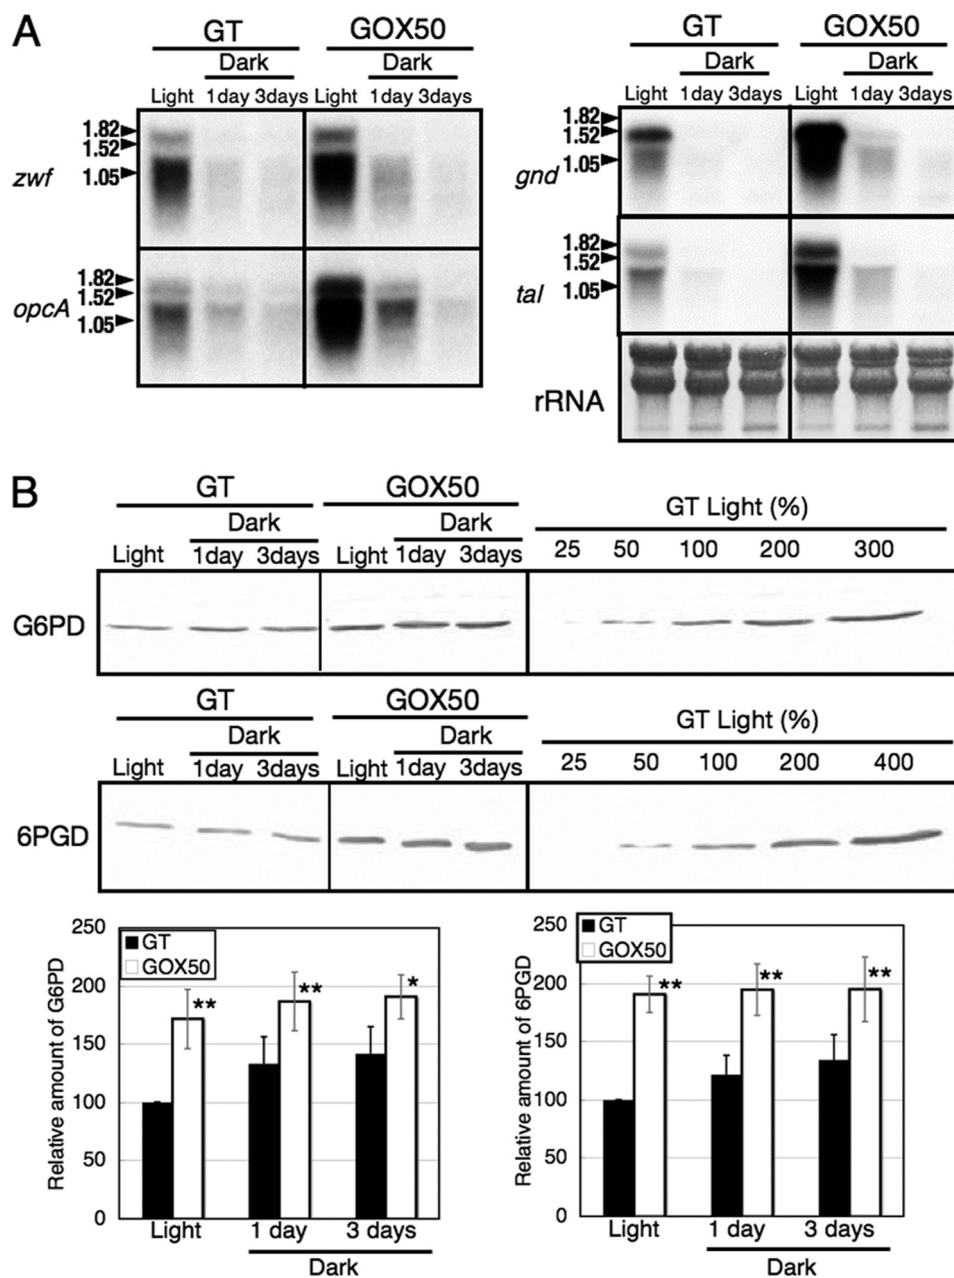 A
GT GOX50
Dark Dark
Light 1day 3days Light 1day 3days
zwf 1.82 1.52 1.05
opcA 1.82 1.52 1.05
GT GOX50
Dark Dark
Light 1day 3days Light 1day 3days
gnd 1.82 1.52 1.05
tal 1.82 1.52 1.05
rRNA
B
GT GOX50 GT Light (%)
Dark Dark
Light 1day 3days Light 1day 3days 25 50 100 200 300
G6PD
GT GOX50 GT Light (%)
Dark Dark
Light 1day 3days Light 1day 3days 25 50 100 200 400
6PGD
Relative amount of G6PD
250
200
150
100
50
0
GT
GOX50
** ** *
Light 1 day 3 days
Dark
Relative amount of 6PGD
250
200
150
100
50
0
GT
GOX50
** ** **
Light 1 day 3 days
Dark